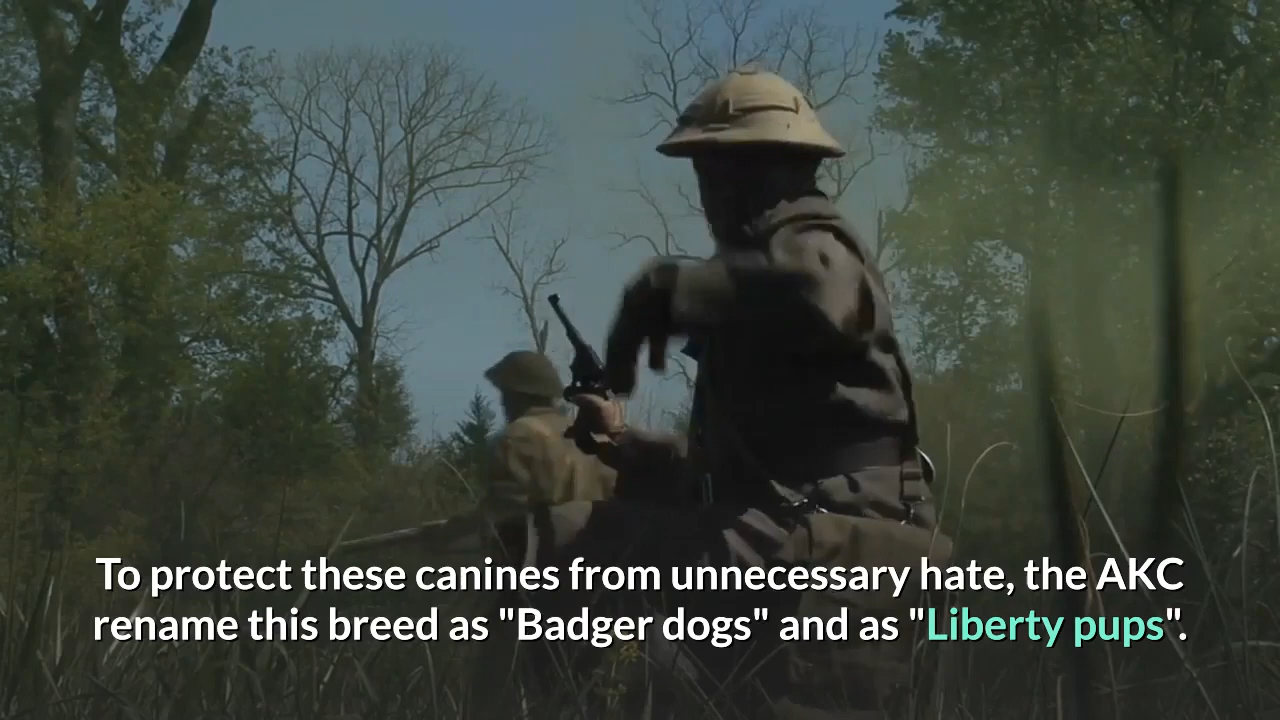 To protect these canines from unnecessary hate, the AKC
rename this breed as "Badger dogs" and as "Liberty pups".